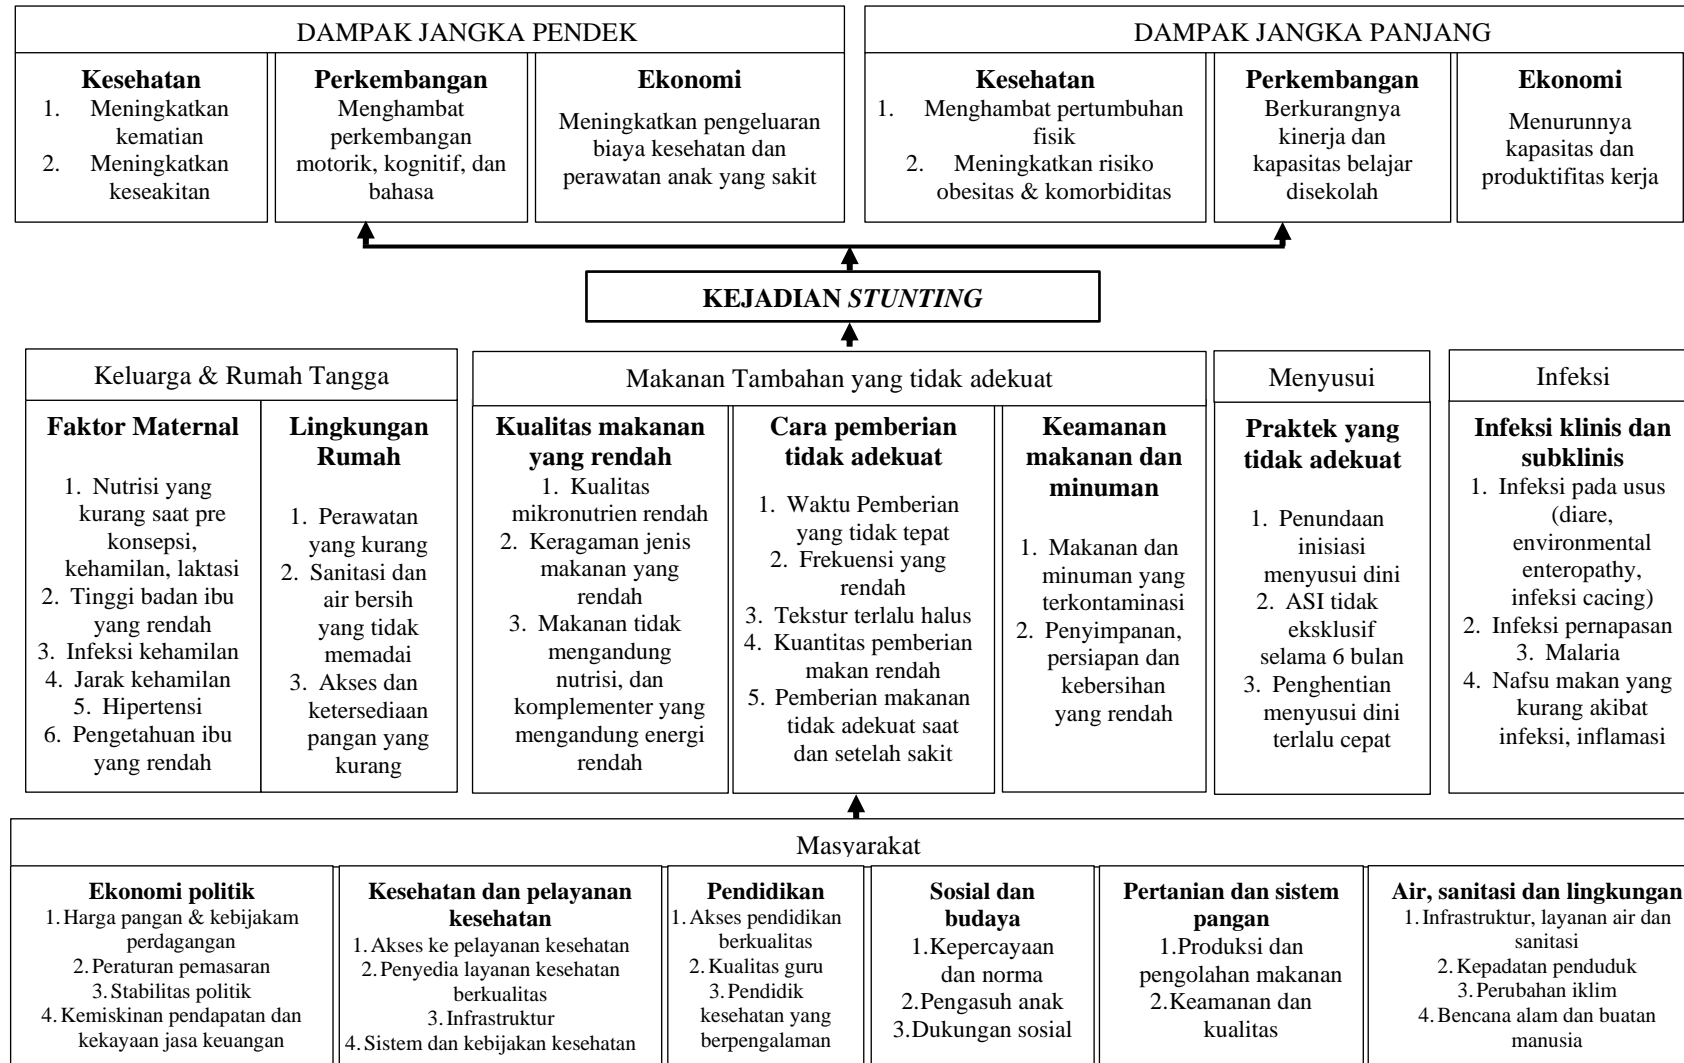 DAMPAK JANGKA PENDEK
Kesehatan
1. Meningkatkan
kematian
2. Meningkatkan
keseakitan
Perkembangan
Menghambat
perkembangan
motorik, kognitif, dan
bahasa
Ekonomi
Meningkatkan pengeluaran
biaya kesehatan dan
perawatan anak yang sakit
DAMPAK JANGKA PANJANG
Kesehatan
1. Menghambat pertumbuhan
fisik
2. Meningkatkan risiko
obesitas & komorbiditas
Perkembangan
Berkurangnya
kinerja dan
kapasitas belajar
disekolah
Ekonomi
Menurunnya
kapasitas dan
produktifitas kerja
KEJADIAN STUNTING
Keluarga & Rumah Tangga
Faktor Maternal
1. Nutrisi yang
kurang saat pre
konsepsi,
kehamilan, laktasi
2. Tinggi badan ibu
yang rendah
3. Infeksi kehamilan
4. Jarak kehamilan
5. Hipertensi
6. Pengetahuan ibu
yang rendah
Lingkungan
Rumah
1. Perawatan
yang kurang
2. Sanitasi dan
air bersih
yang tidak
memadai
3. Akses dan
ketersediaan
pangan yang
kurang
Makanan Tambahan yang tidak adekuat
Kualitas makanan
yang rendah
1. Kualitas
mikronutrien rendah
2. Keragaman jenis
makanan yang
rendah
3. Makanan tidak
mengandung
nutrisi, dan
komplementer yang
mengandung energi
rendah
Cara pemberian
tidak adekuat
1. Waktu Pemberian
yang tidak tepat
2. Frekuensi yang
rendah
3. Tekstur terlalu halus
4. Kuantitas pemberian
makan rendah
5. Pemberian makanan
tidak adekuat saat
dan setelah sakit
Keamanan
makanan dan
minuman
1. Makanan dan
minuman yang
terkontaminasi
2. Penyimpanan,
persiapan dan
kebersihan
yang rendah
Menyusui
Praktek yang
tidak adekuat
1. Penundaan
inisiasi
menyusui dini
2. ASI tidak
eksklusif
selama 6 bulan
3. Penghentian
menyusui dini
terlalu cepat
Infeksi
Infeksi klinis dan
subklinis
1. Infeksi pada usus
(diare,
environmental
enteropathy,
infeksi cacing)
2. Infeksi pernapasan
3. Malaria
4. Nafsu makan yang
kurang akibat
infeksi, inflamasi
Masyarakat
Ekonomi politik
1. Harga pangan & kebijakam
perdagangan
2. Peraturan pemasaran
3. Stabilitas politik
4. Kemiskinan pendapatan dan
kekayaan jasa keuangan
Kesehatan dan pelayanan
kesehatan
1. Akses ke pelayanan kesehatan
2. Penyedia layanan kesehatan
berkualitas
3. Infrastruktur
4. Sistem dan kebijakan kesehatan
Pendidikan
1. Akses pendidikan
berkualitas
2. Kualitas guru
3. Pendidik
kesehatan yang
berpengalaman
Sosial dan
budaya
1.Kepercayaan
dan norma
2.Pengasuh anak
3.Dukungan sosial
Pertanian dan sistem
pangan
1.Produksi dan
pengolahan makanan
2.Keamanan dan
kualitas
Air, sanitasi dan lingkungan
1. Infrastruktur, layanan air dan
sanitasi
2. Kepadatan penduduk
3. Perubahan iklim
4. Bencana alam dan buatan
manusia